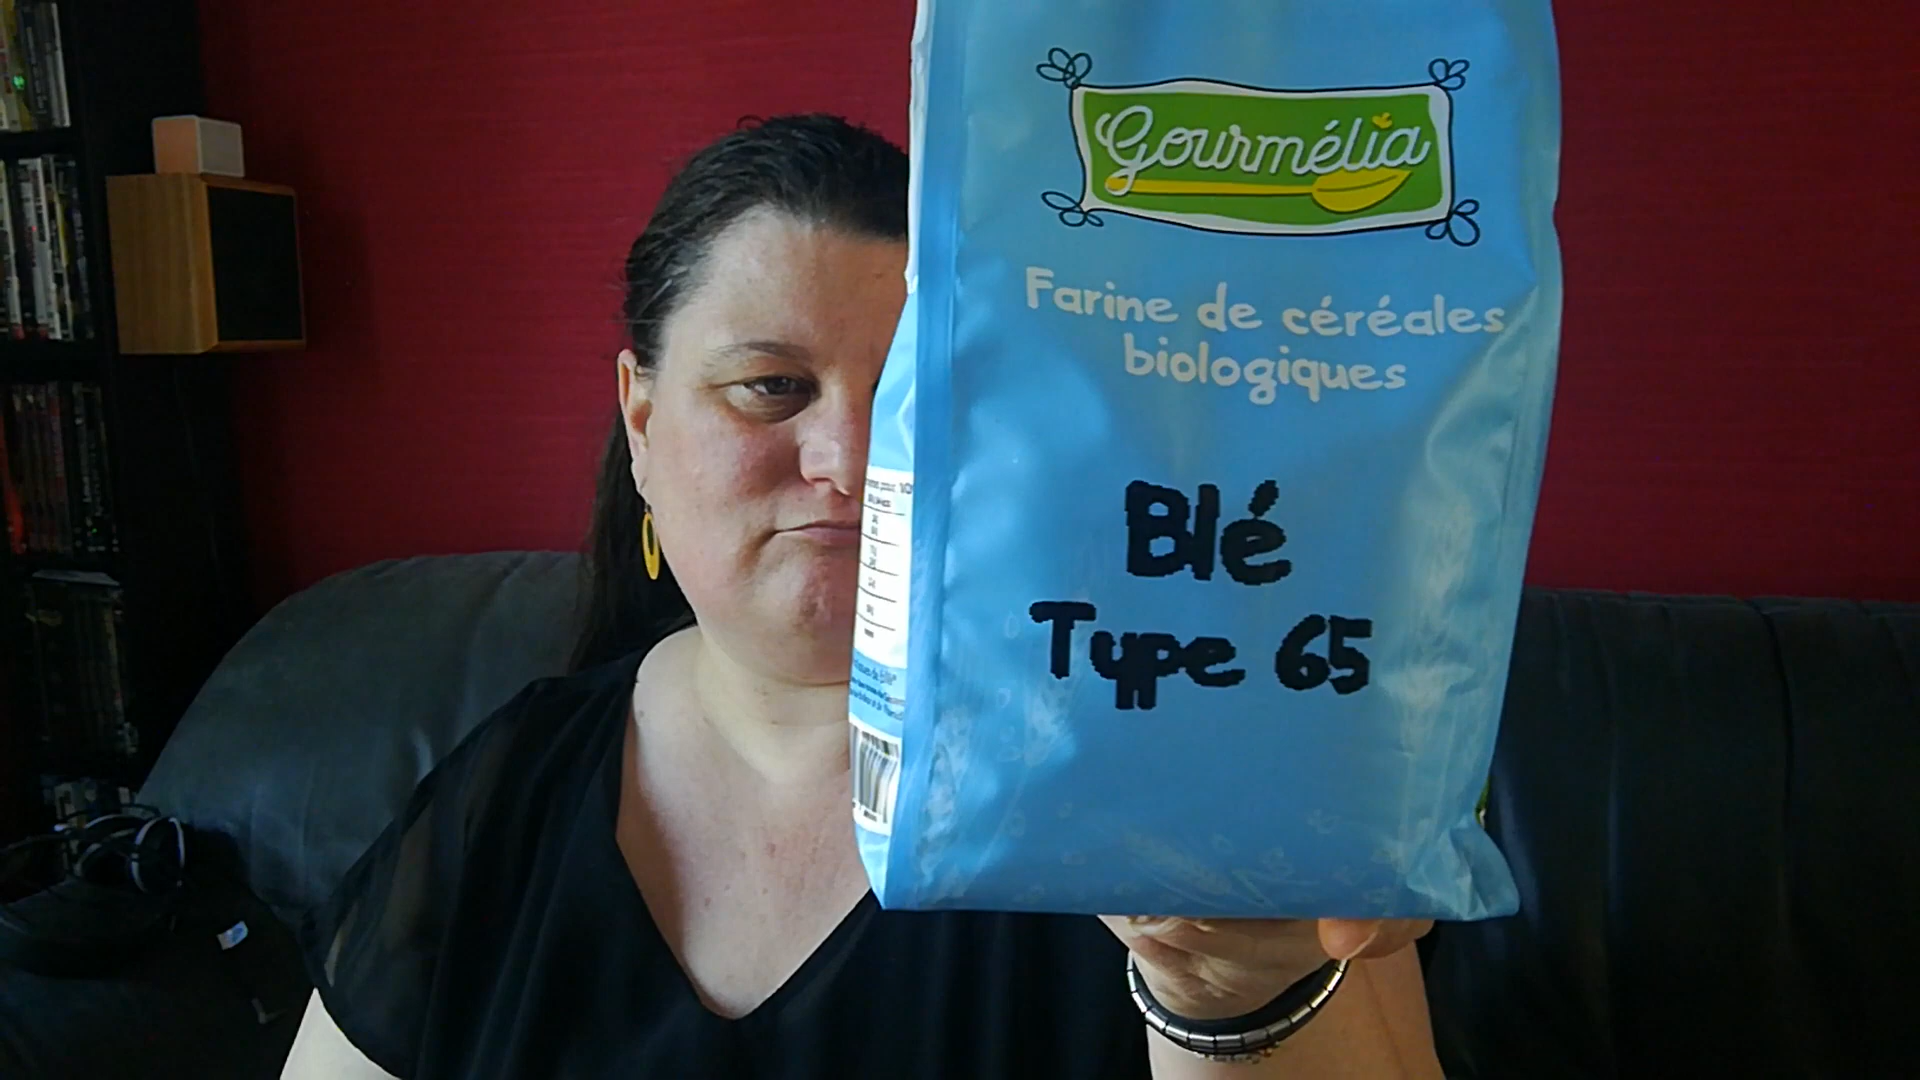 Gourmélia
Farine de céréales
biologiques
Blé
Type 65